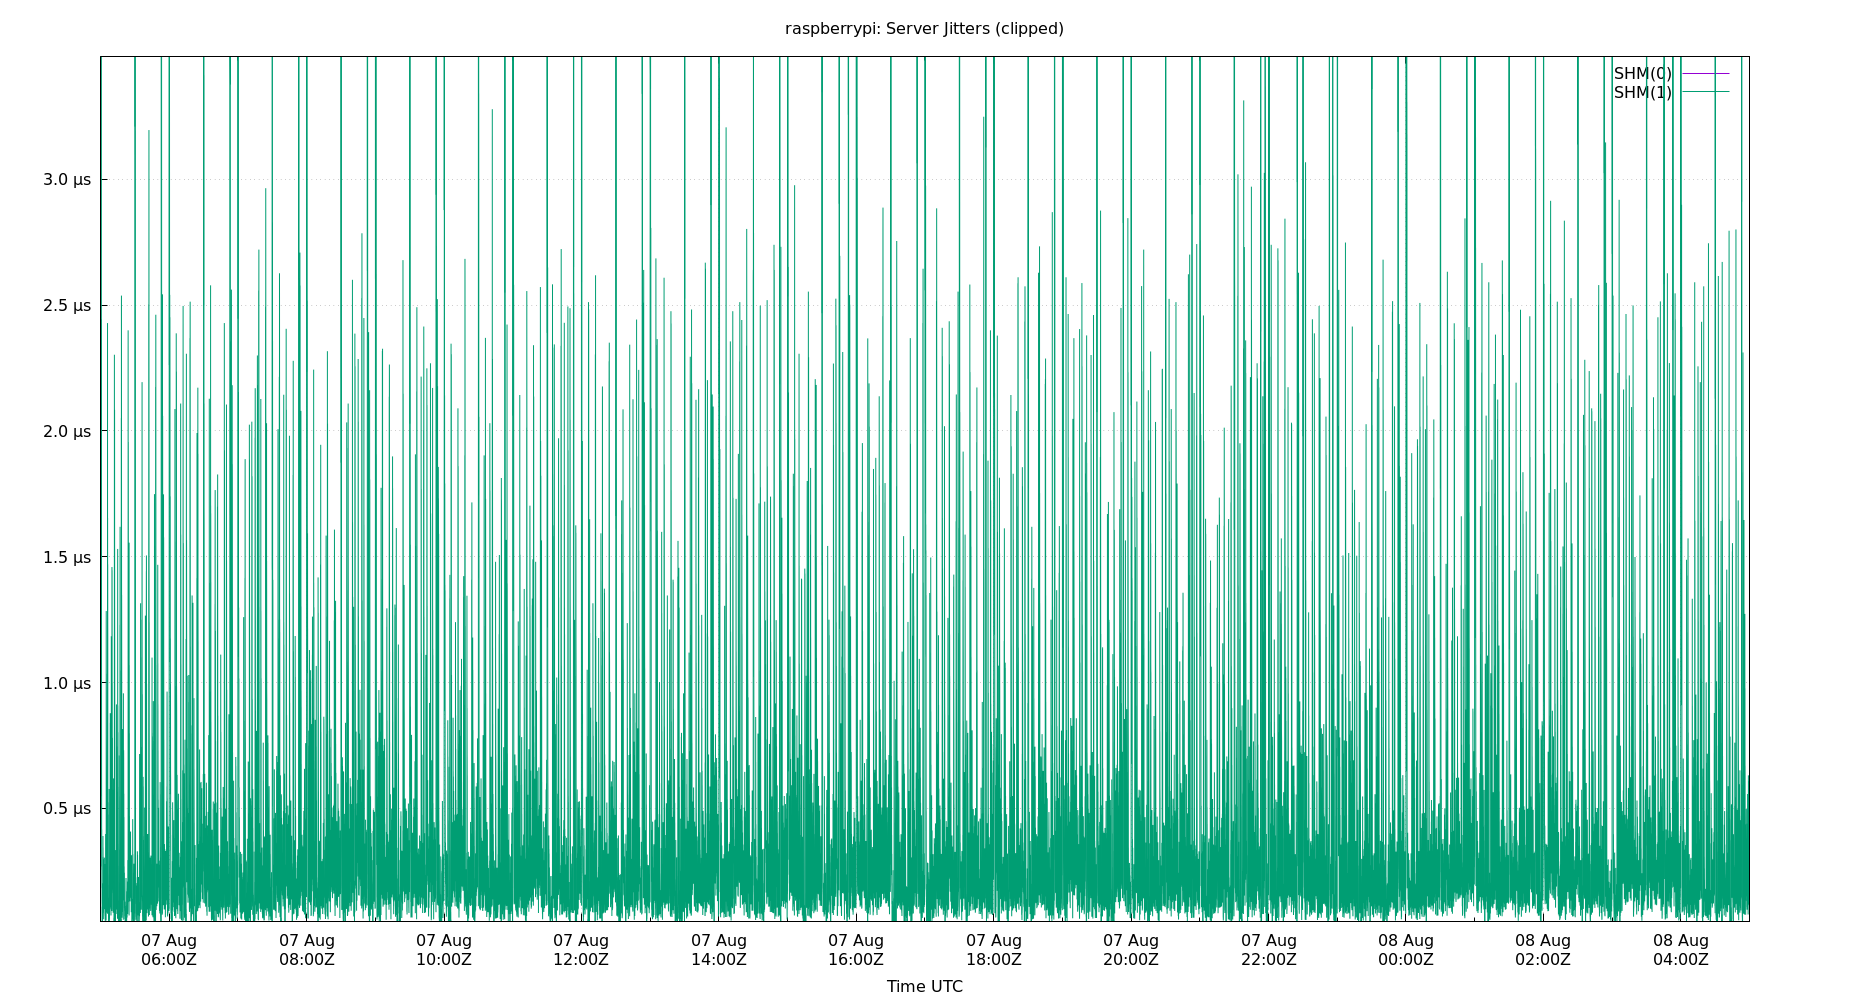 raspberrypi: Server Jitters (clipped)
SHM(0)
SHM(1)
3.0 µs
2.5 µs
2.0 µs
1.5 µs
1.0 µs
0.5 µs
07 Aug 07 Aug 07 Aug 07 Aug 07 Aug 07 Aug 07 Aug 07 Aug 07 Aug 08 Aug 08 Aug 08 Aug
06:00Z 08:00Z 10:00Z 12:00Z 14:00Z 16:00Z 18:00Z 20:00Z 22:00Z 00:00Z 02:00Z 04:00Z
Time UTC